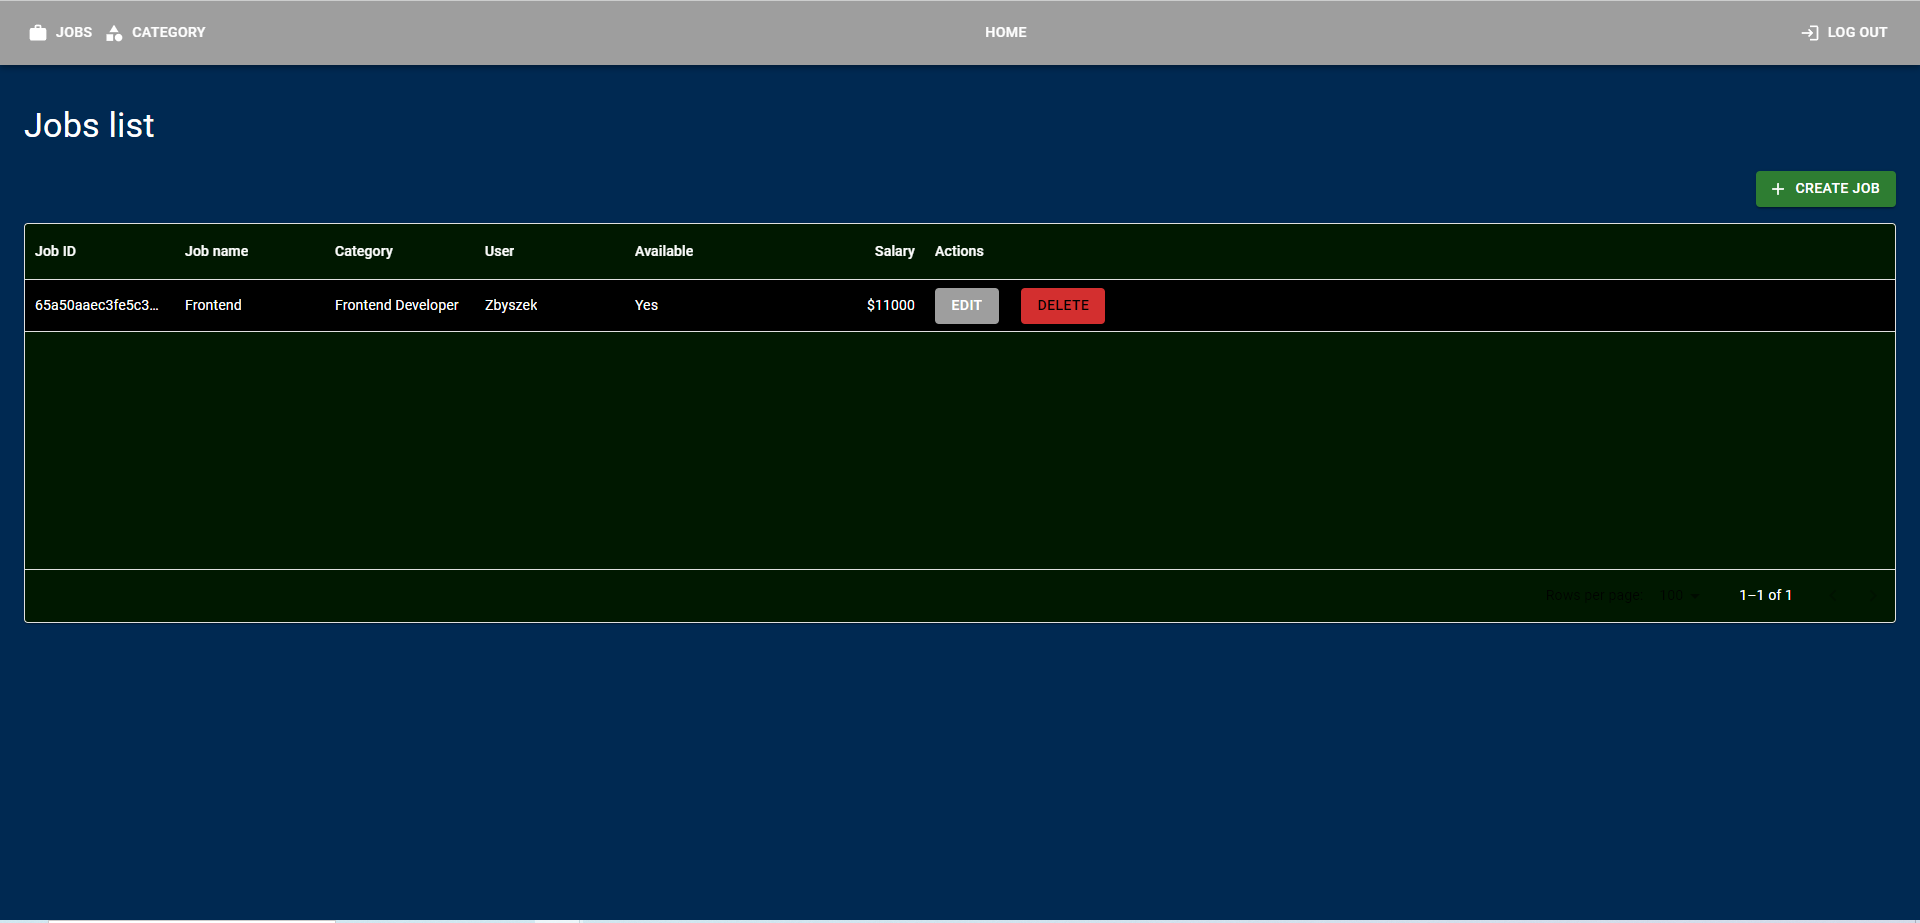 JOBS CATEGORY HOME LOG OUT
Jobs list
CREATE JOB
Job ID Job name Category User Available Salary Actions
65a50aaec3fe5c3... Frontend Frontend Developer Zbyszek Yes $11000 EDIT DELETE
Rows per page: 100 1–1 of 1